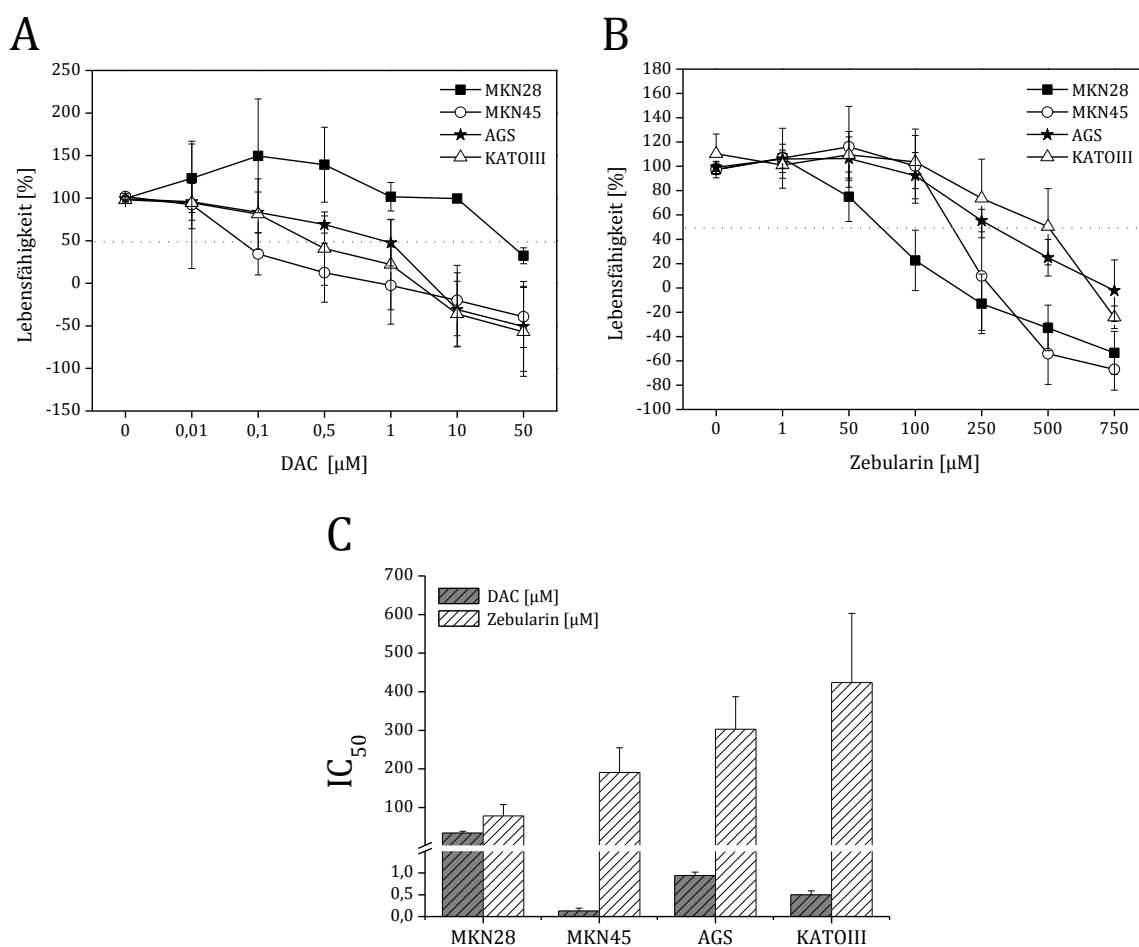 A
Lebensfähigkeit [%]
250
200
150
100
50
0
-50
-100
-150
MKN28
MKN45
AGS
KATOIII
0 0,01 0,1 0,5 1 10 50
DAC [µM]
B
Lebensfähigkeit [%]
180
160
140
120
100
80
60
40
20
0
-20
-40
-60
-80
-100
MKN28
MKN45
AGS
KATOIII
0 1 50 100 250 500 750
Zebularin [µM]
C
IC50
700
600
500
400
300
200
100
1,0
0,5
0,0
DAC [µM]
Zebularin [µM]
MKN28 MKN45 AGS KATOIII